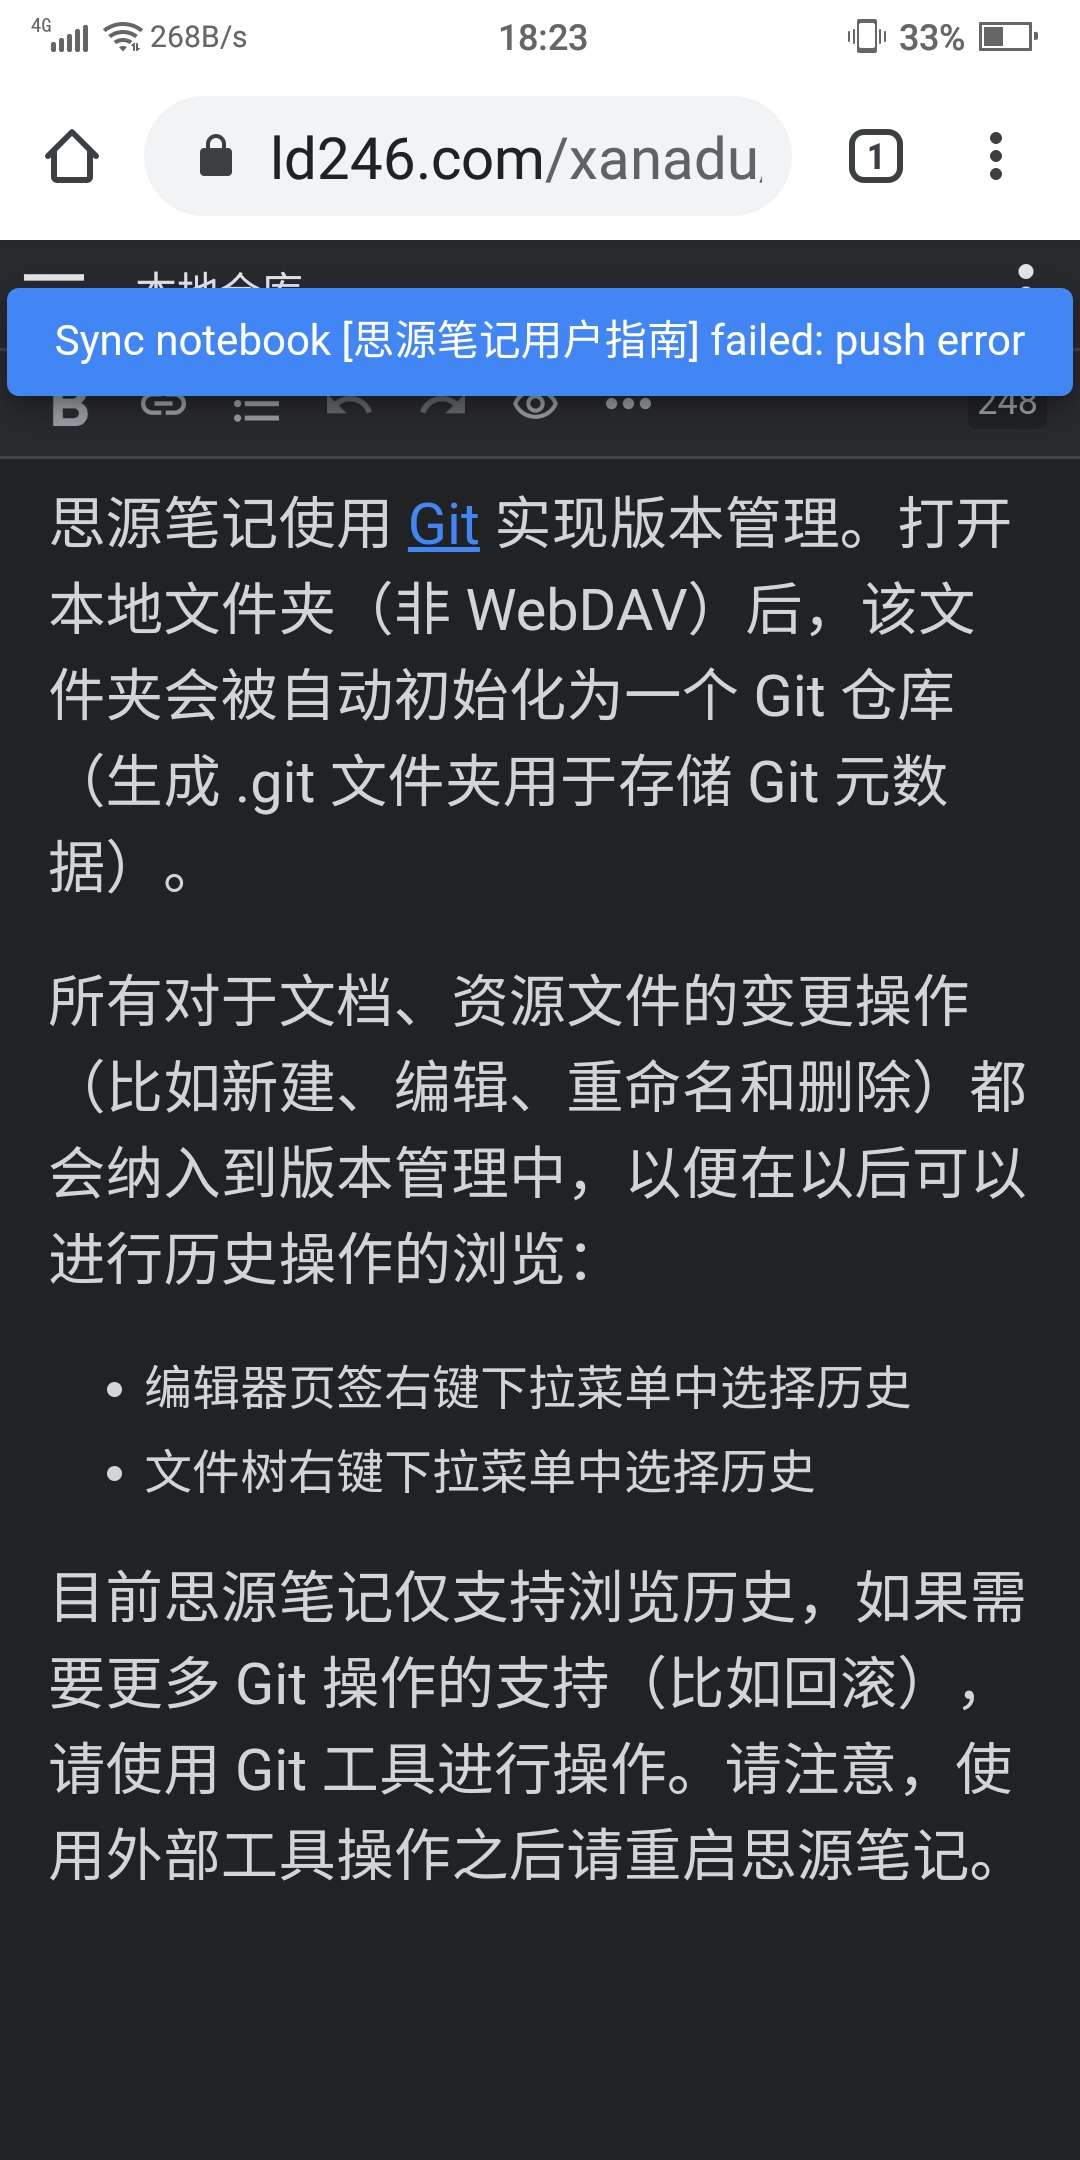 4G 268B/s 18:23 33%
ld246.com/xanadu 1
本地仓库
Sync notebook [思源笔记用户指南] failed: push error
B 248
思源笔记使用 Git 实现版本管理。打开
本地文件夹（非 WebDAV）后，该文
件夹会被自动初始化为一个 Git 仓库
（生成 .git 文件夹用于存储 Git 元数
据）。
所有对于文档、资源文件的变更操作
（比如新建、编辑、重命名和删除）都
会纳入到版本管理中，以便在以后可以
进行历史操作的浏览：
• 编辑器页签右键下拉菜单中选择历史
• 文件树右键下拉菜单中选择历史
目前思源笔记仅支持浏览历史，如果需
要更多 Git 操作的支持（比如回滚），
请使用 Git 工具进行操作。请注意，使
用外部工具操作之后请重启思源笔记。